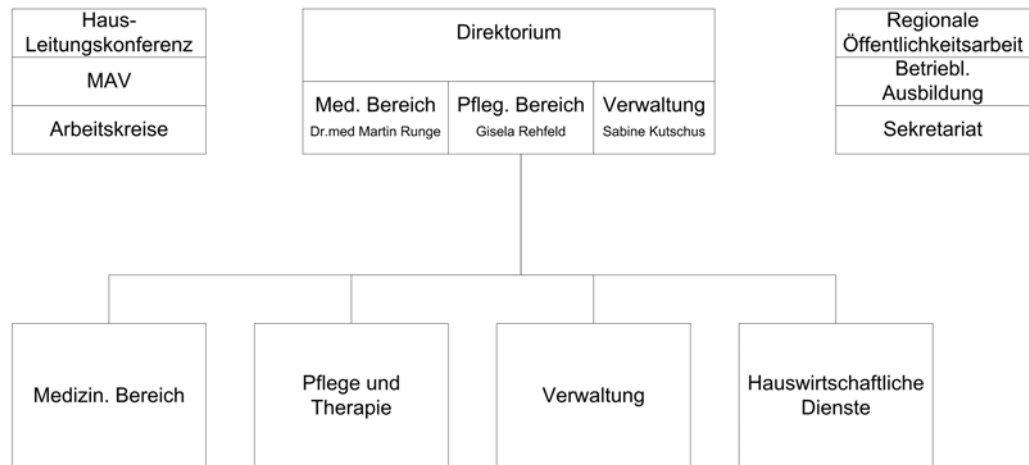 Haus-
Leitungskonferenz
MAV
Arbeitskreise
Direktorium
Med. Bereich
Dr.med Martin Runge
Pfleg. Bereich
Gisela Rehfeld
Verwaltung
Sabine Kutschus
Regionale
Öffentlichkeitsarbeit
Betriebl.
Ausbildung
Sekretariat
Medizin. Bereich
Pflege und
Therapie
Verwaltung
Hauswirtschaftliche
Dienste